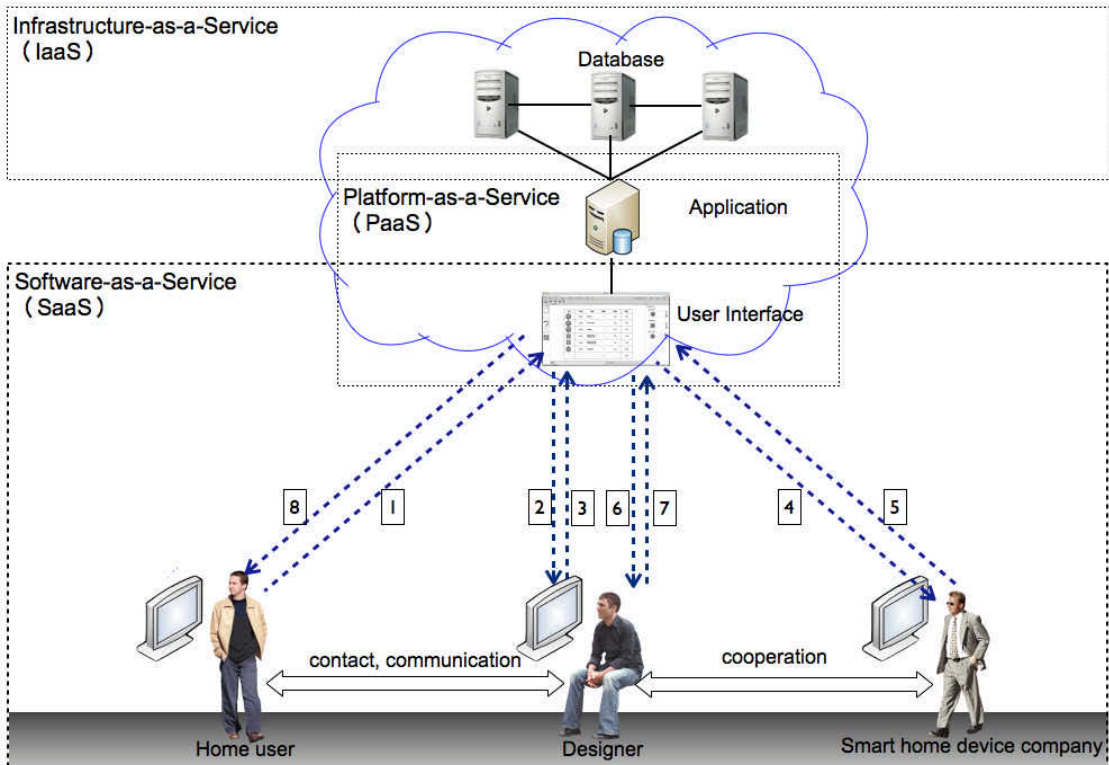 Infrastructure-as-a-Service
（IaaS）
Database
Platform-as-a-Service
（PaaS）
Application
Software-as-a-Service
（SaaS）
User Interface
8
1
2
3
6
7
4
5
contact, communication
cooperation
Home user
Designer
Smart home device company